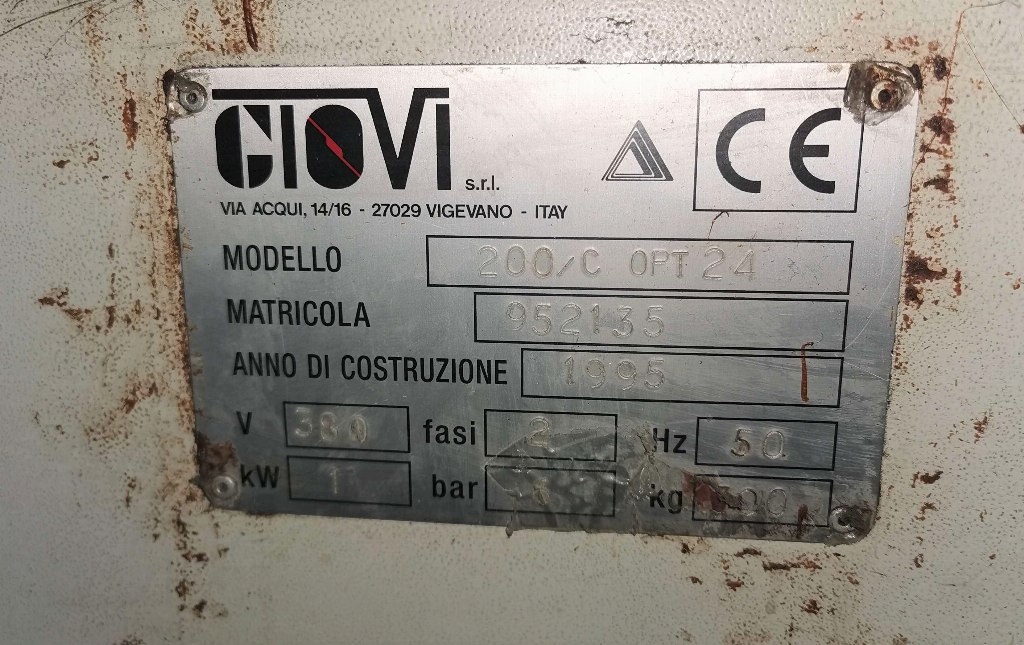 GIOVI s.r.l.
CE
VIA ACQUI, 14/16 - 27029 VIGEVANO - ITAY
MODELLO 200/C OPT 24
MATRICOLA 952135
ANNO DI COSTRUZIONE 1995
V 380 fasi 2 Hz 50
kW 1 bar kg